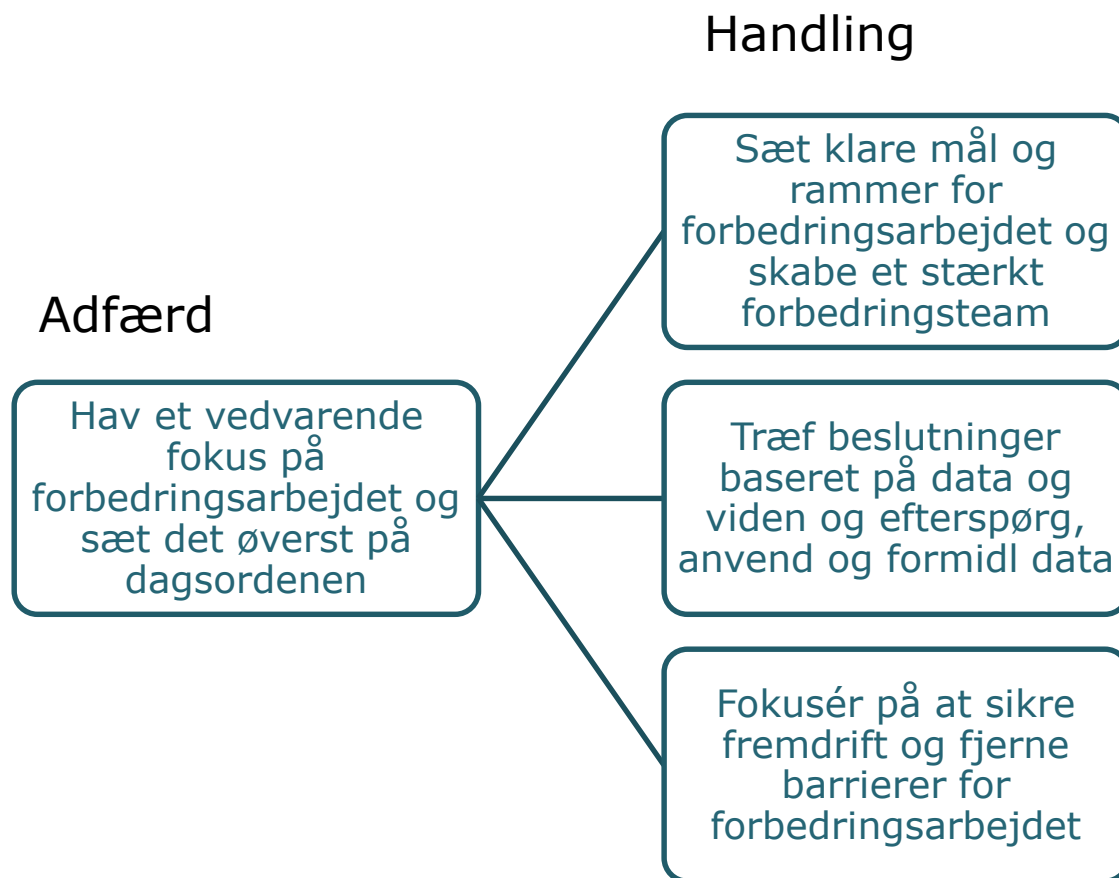 Handling
Sæt klare mål og
rammer for
forbedringsarbejdet og
skabe et stærkt
forbedringsteam
Adfærd
Hav et vedvarende
fokus på
forbedringsarbejdet og
sæt det øverst på
dagsordenen
Træf beslutninger
baseret på data og
viden og efterspørg,
anvend og formidl data
Fokusér på at sikre
fremdrift og fjerne
barrierer for
forbedringsarbejdet